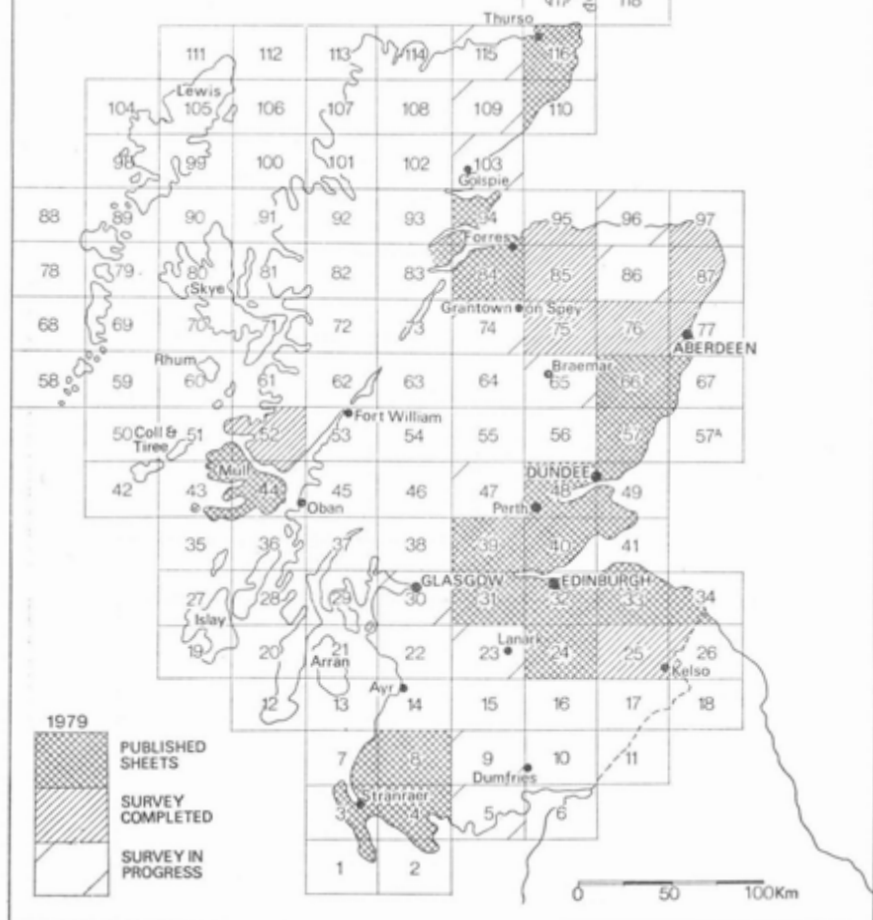 117 118
Thurso
111 112 113 114 115 116
Lewis
104 105 106 107 108 109 110
98 99 100 101 102 103
Golspie
88 89 90 91 92 93 94 95 96 97
Forres
78 79 80 81 82 83 84 85 86 87
Skye
Grantown on Spey
68 69 70 71 72 73 74 75 76 77
ABERDEEN
Rhum Braemar
58 59 60 61 62 63 64 65 66 67
Fort William
50 Coll & 51 52 53 54 55 56 57 57A
Tiree
Mull DUNDEE
42 43 44 45 46 47 48 49
Oban Perth
35 36 37 38 39 40 41
GLASGOW EDINBURGH
27 28 29 30 31 32 33 34
Islay
Lanark
19 20 21 22 23 24 25 26
Arran Kelso
Ayr
12 13 14 15 16 17 18
1979
PUBLISHED
SHEETS
7 8 9 10 11
Dumfries
Stranraer
SURVEY
COMPLETED
3 4 5 6
SURVEY IN
PROGRESS
1 2
0 50 100Km